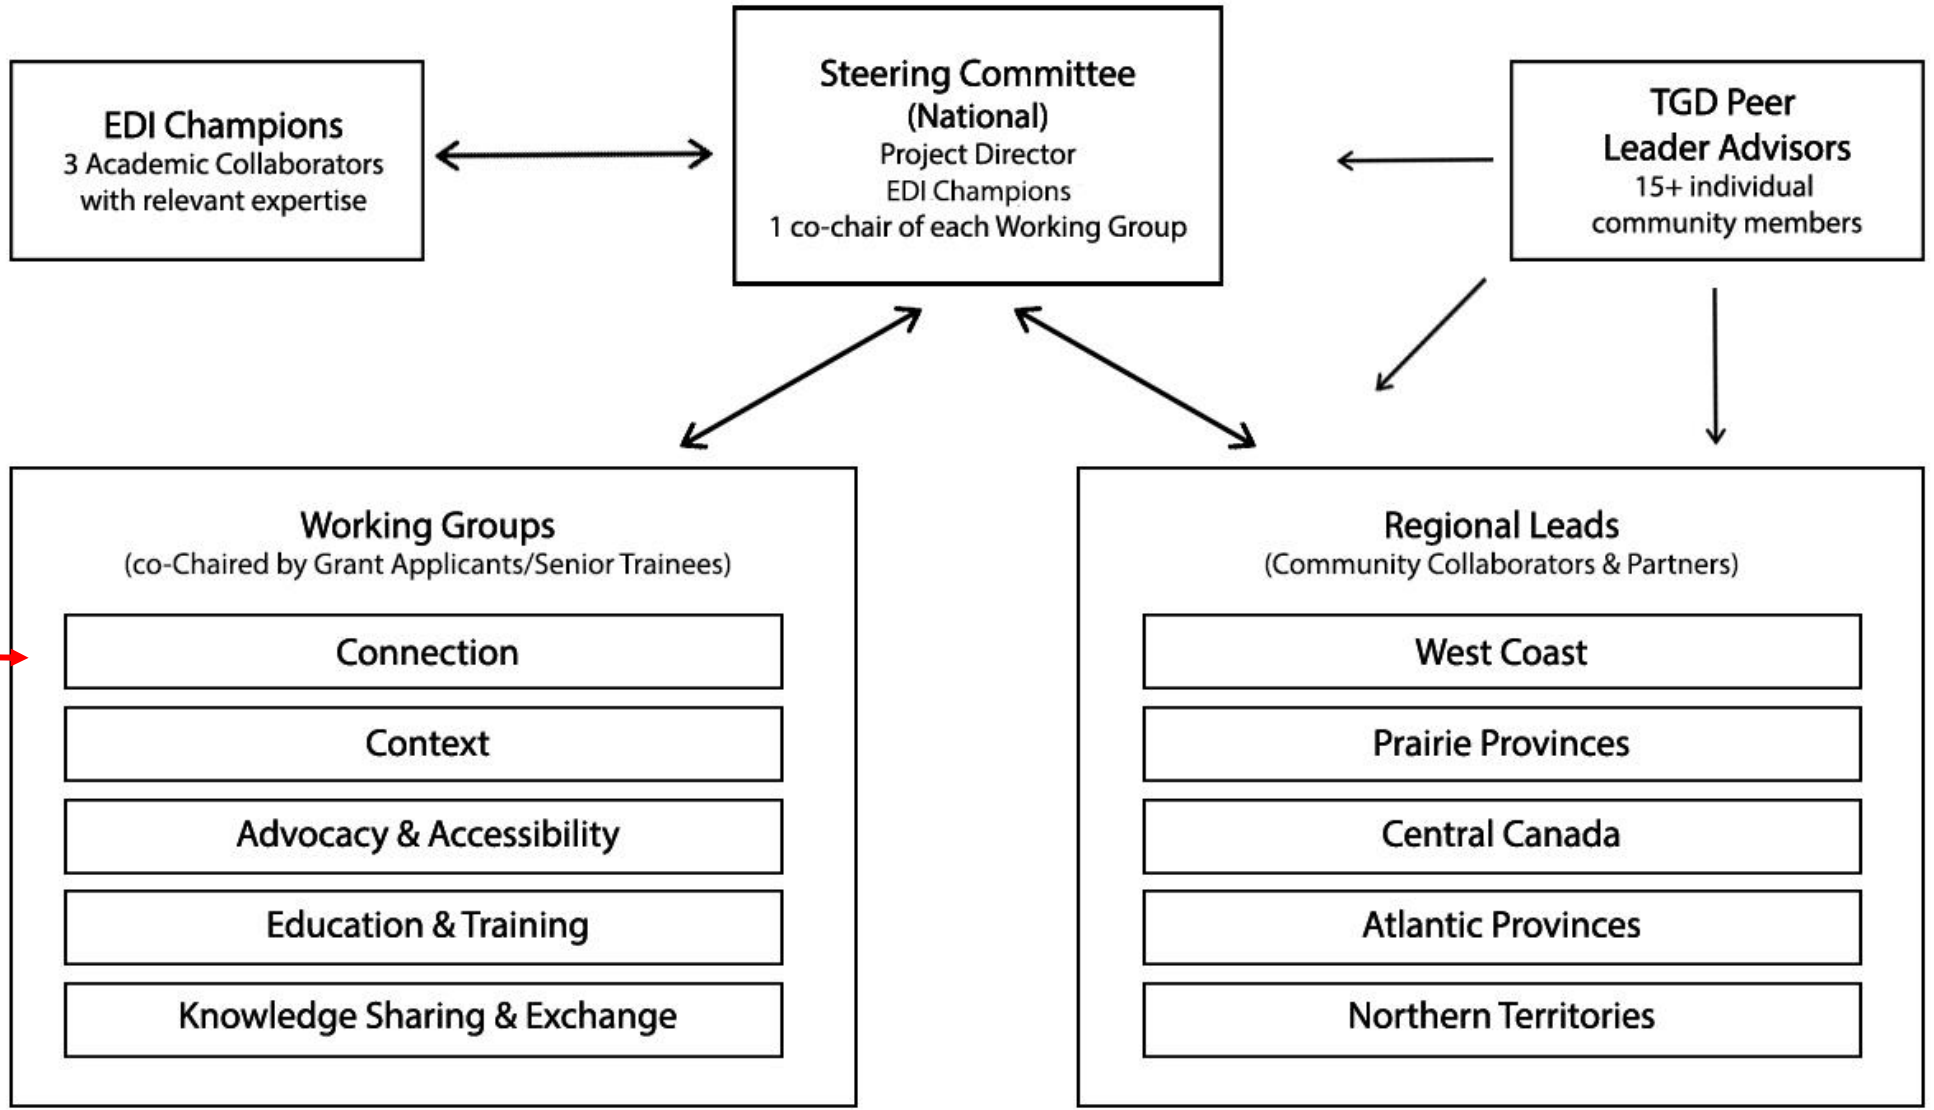 EDI Champions
3 Academic Collaborators
with relevant expertise
Steering Committee
(National)
Project Director
EDI Champions
1 co-chair of each Working Group
TGD Peer
Leader Advisors
15+ individual
community members
Working Groups
(co-Chaired by Grant Applicants/Senior Trainees)
Connection
Context
Advocacy & Accessibility
Education & Training
Knowledge Sharing & Exchange
Regional Leads
(Community Collaborators & Partners)
West Coast
Prairie Provinces
Central Canada
Atlantic Provinces
Northern Territories